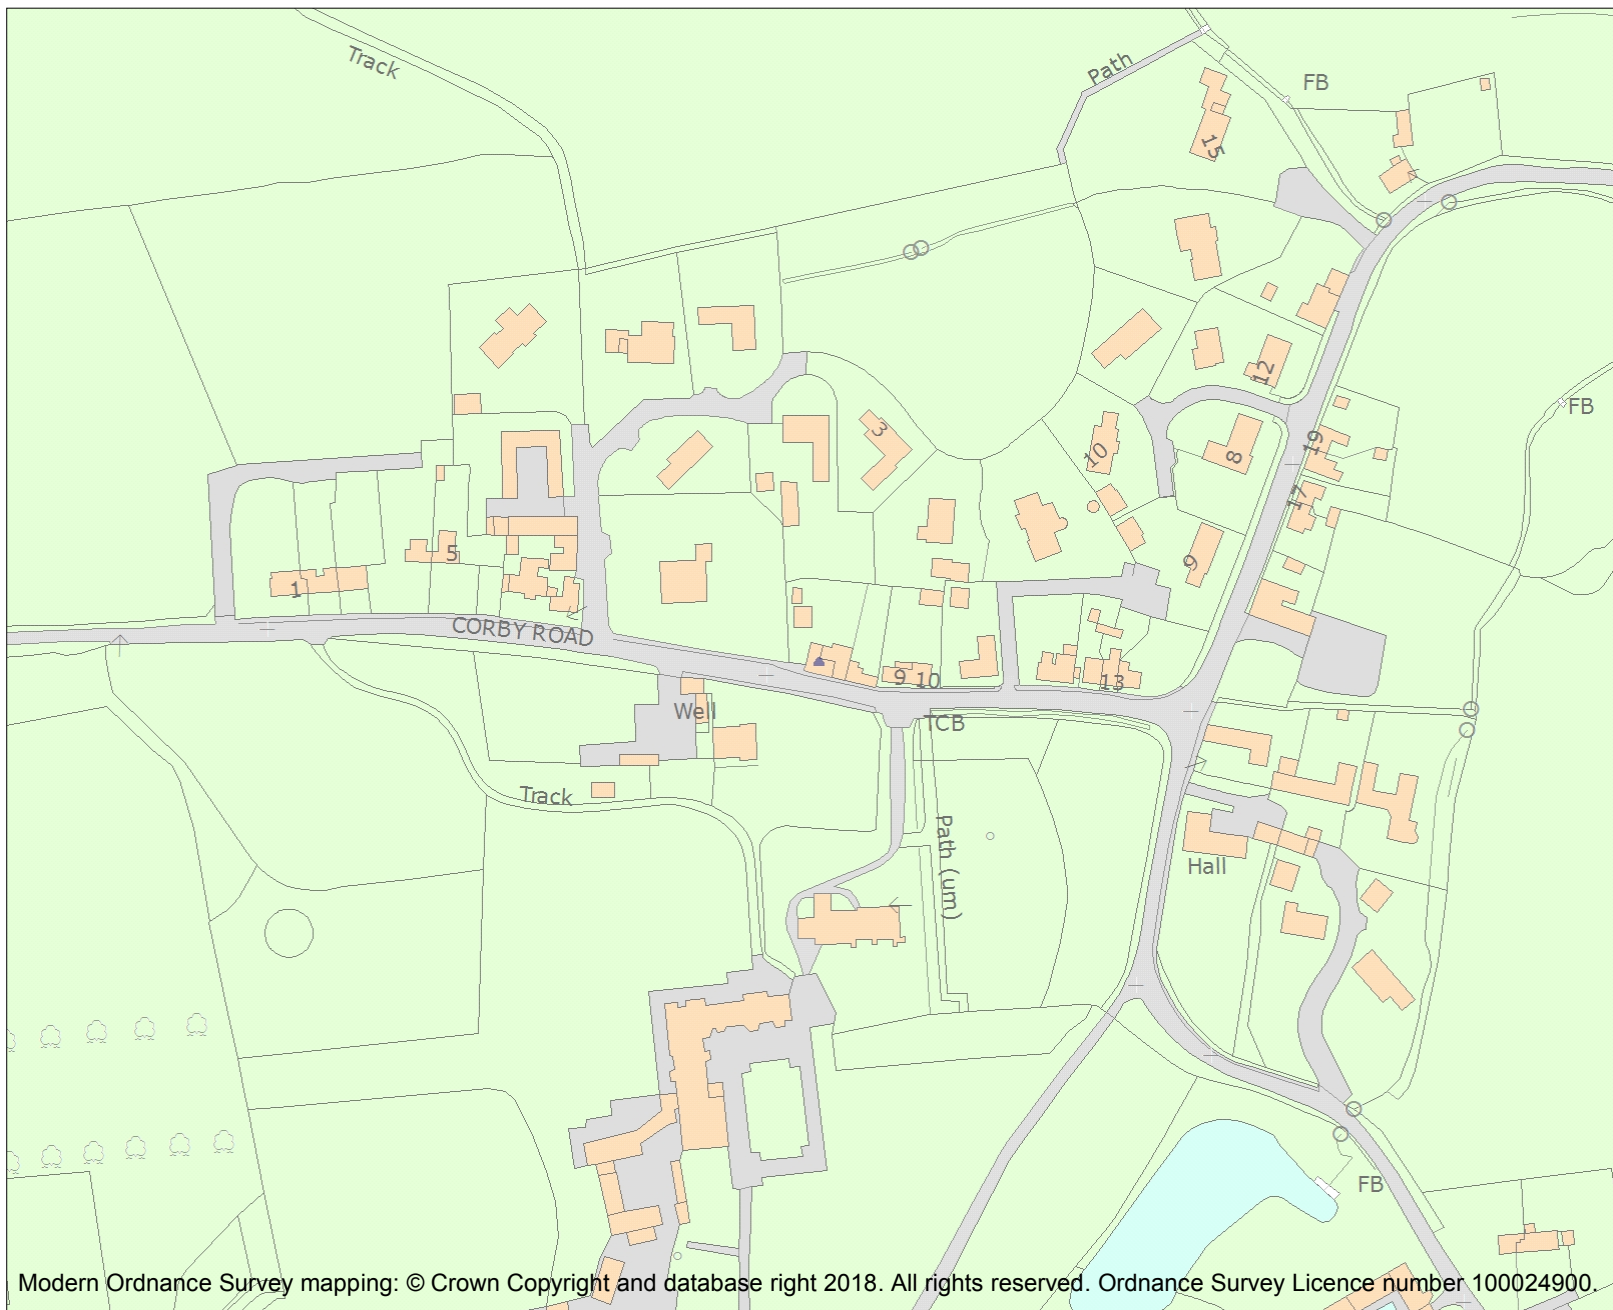 Track
Path
FB
15
12
FB
3
19
10
8
17
5
9
1
CORBY ROAD
9 10
13
Well
TCB
Track
Path (um)
Hall
FB
Modern Ordnance Survey mapping: © Crown Copyright and database right 2018. All rights reserved. Ordnance Survey Licence number 100024900.